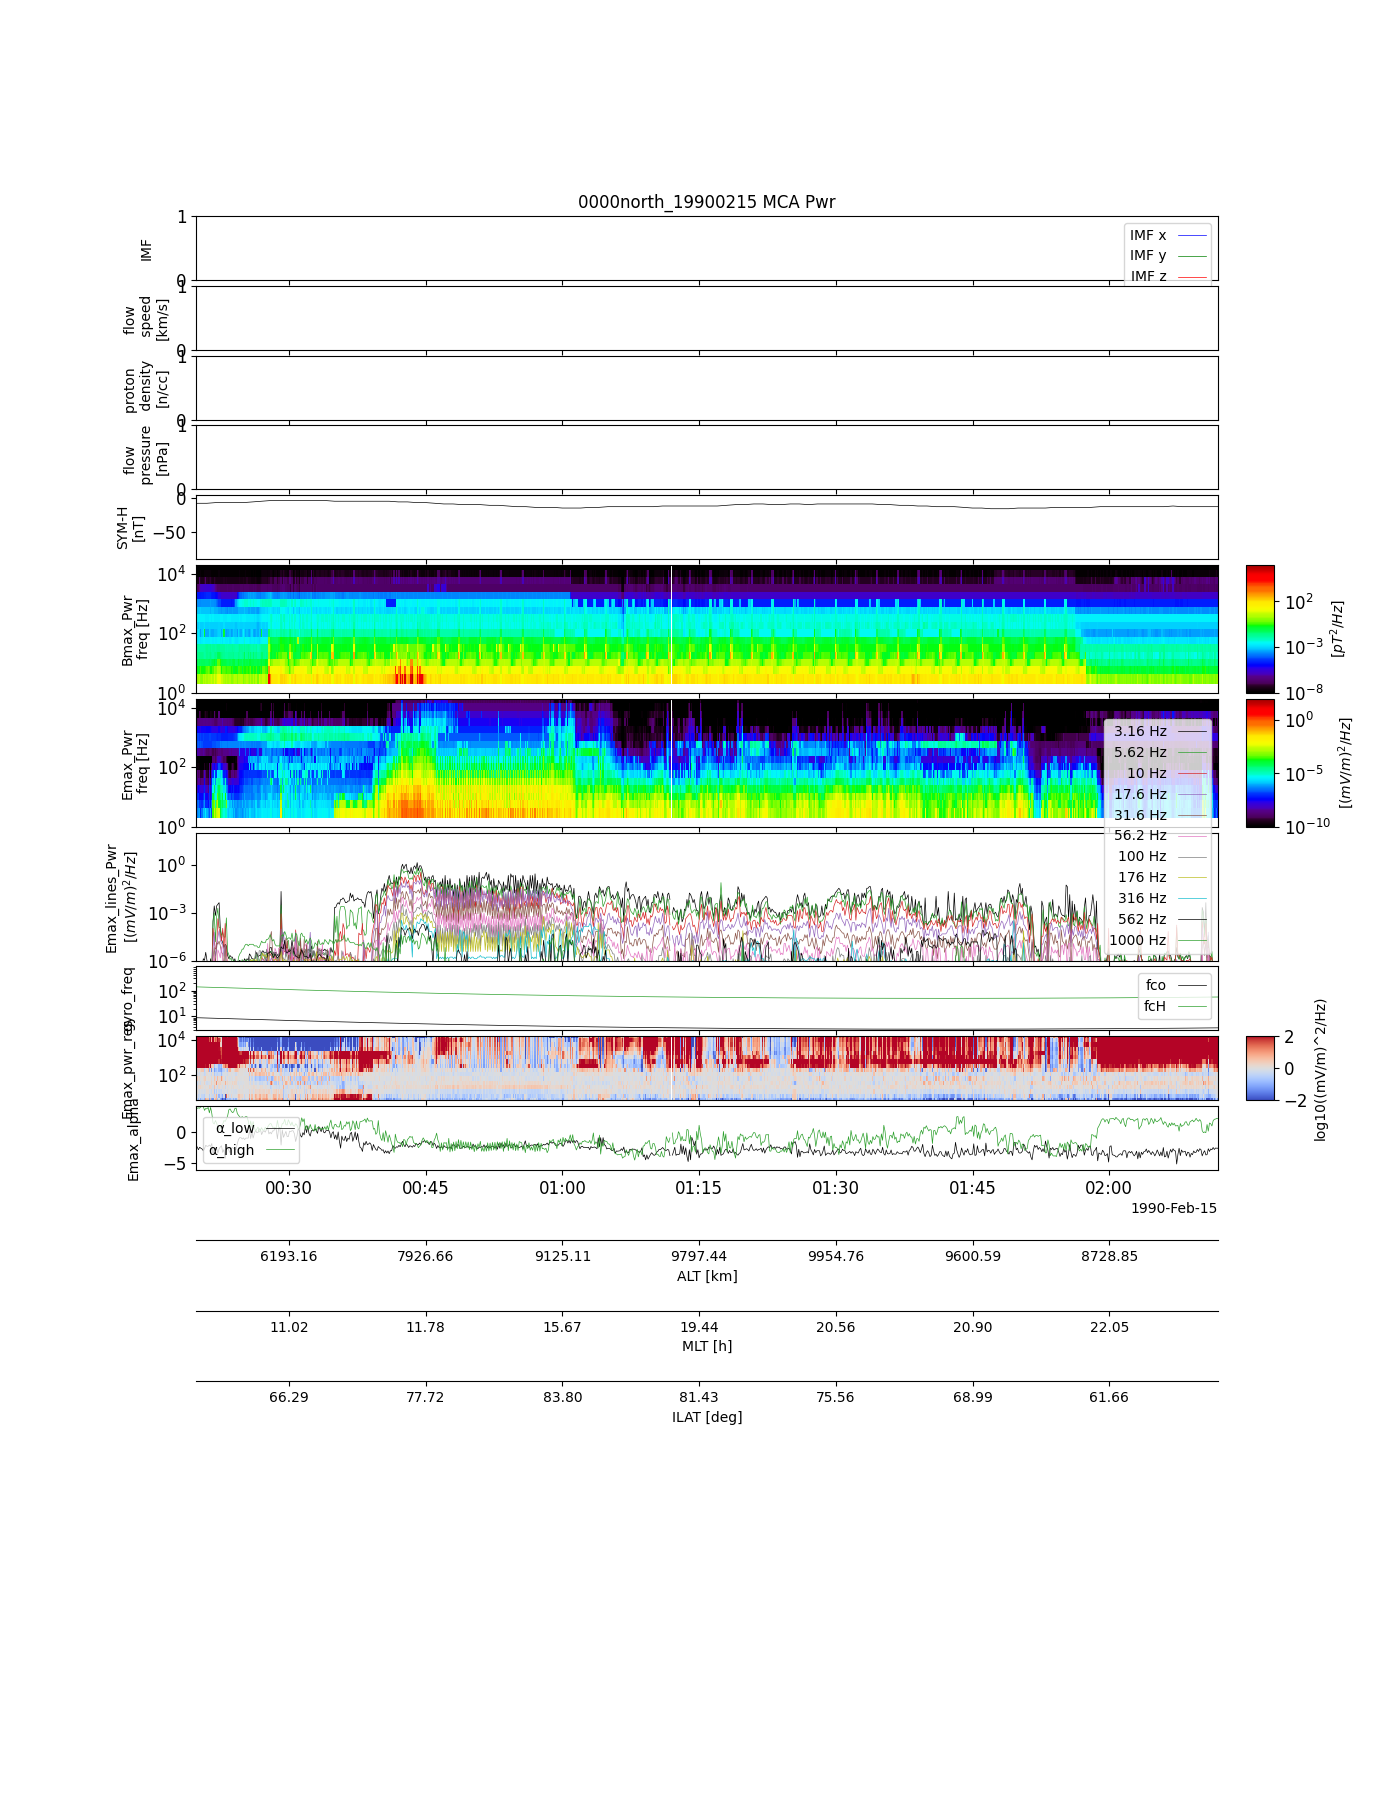 0000north_19900215 MCA Pwr
1
0
IMF
IMF x
IMF y
IMF z
1
0
flow
speed
[km/s]
1
0
proton
density
[n/cc]
1
0
flow
pressure
[nPa]
0
−50
SYM-H
[nT]
10^4
10^2
10^0
Bmax_Pwr
freq [Hz]
10^2
10^−3
10^−8
[pT^2/Hz]
10^4
10^2
10^0
Emax_Pwr
freq [Hz]
10^0
10^−5
10^−10
[(mV/m)^2/Hz]
3.16 Hz
5.62 Hz
10 Hz
17.6 Hz
31.6 Hz
56.2 Hz
100 Hz
176 Hz
316 Hz
562 Hz
1000 Hz
10^0
10^−3
10^−6
Emax_lines_Pwr
[(mV/m)^2/Hz]
10^2
10^1
gyro_freq
fco
fcH
10^4
10^2
Emax_pwr_reg
2
0
−2
log10((mV/m)^2/Hz)
0
−5
Emax_alpha
α_low
α_high
00:30 00:45 01:00 01:15 01:30 01:45 02:00
1990-Feb-15
6193.16 7926.66 9125.11 9797.44 9954.76 9600.59 8728.85
ALT [km]
11.02 11.78 15.67 19.44 20.56 20.90 22.05
MLT [h]
66.29 77.72 83.80 81.43 75.56 68.99 61.66
ILAT [deg]